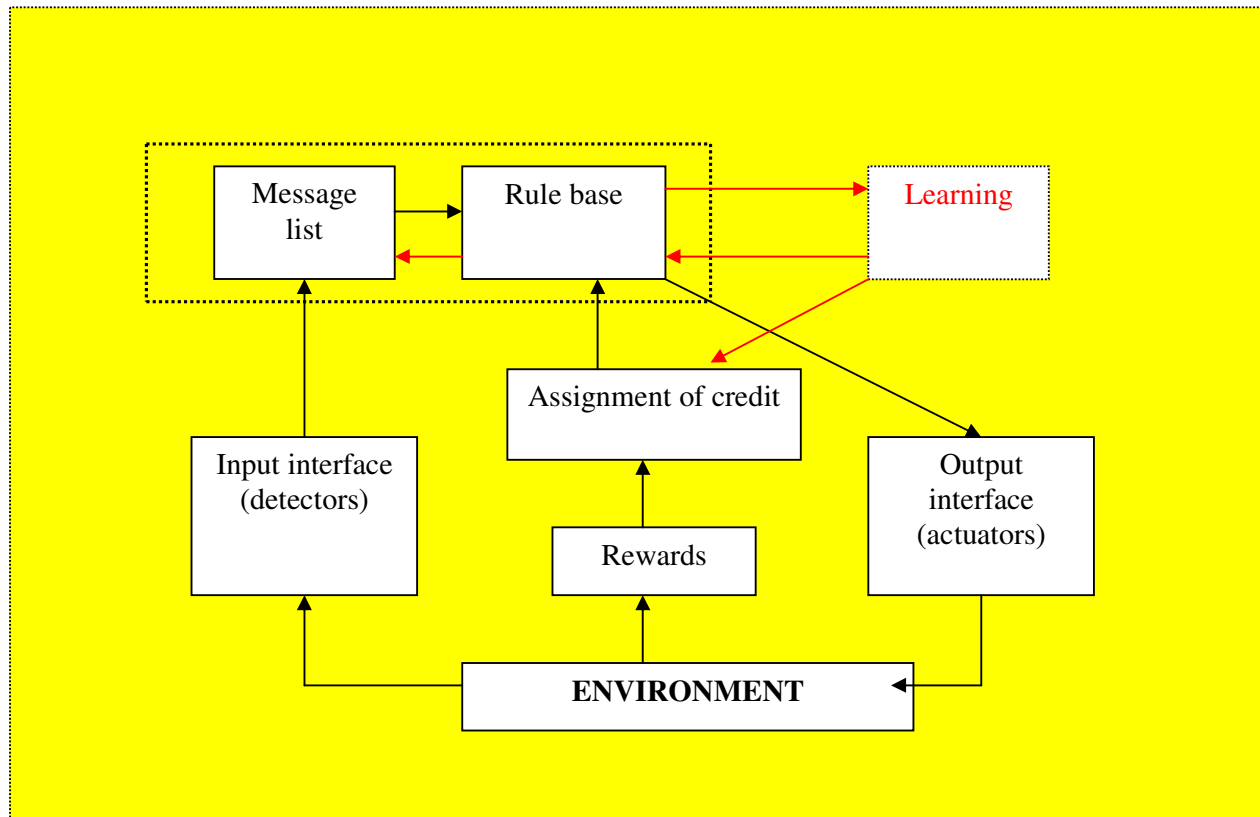 Message
list
Rule base
Learning
Assignment of credit
Input interface
(detectors)
Output
interface
(actuators)
Rewards
ENVIRONMENT